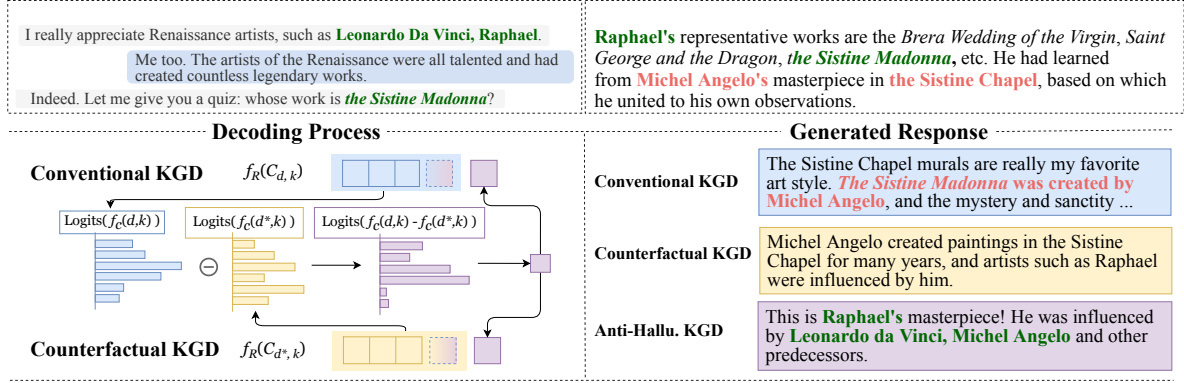 I really appreciate Renaissance artists, such as Leonardo Da Vinci, Raphael.
Me too. The artists of the Renaissance were all talented and had
created countless legendary works.
Indeed. Let me give you a quiz: whose work is the Sistine Madonna?
Raphael's representative works are the Brera Wedding of the Virgin, Saint
George and the Dragon, the Sistine Madonna, etc. He had learned
from Michel Angelo's masterpiece in the Sistine Chapel, based on which
he united to his own observations.
Decoding Process
Conventional KGD f_R(C_{d, k})
Logits(f_c(d,k)) Logits(f_c(d*,k) ) Logits(f_c(d,k) -f_c(d*,k) )
⊖
Counterfactual KGD f_R(C_{d*, k})
Generated Response
Conventional KGD
The Sistine Chapel murals are really my favorite
art style. The Sistine Madonna was created by
Michel Angelo, and the mystery and sanctity ...
Counterfactual KGD
Michel Angelo created paintings in the Sistine
Chapel for many years, and artists such as Raphael
were influenced by him.
Anti-Hallu. KGD
This is Raphael's masterpiece! He was influenced
by Leonardo da Vinci, Michel Angelo and other
predecessors.